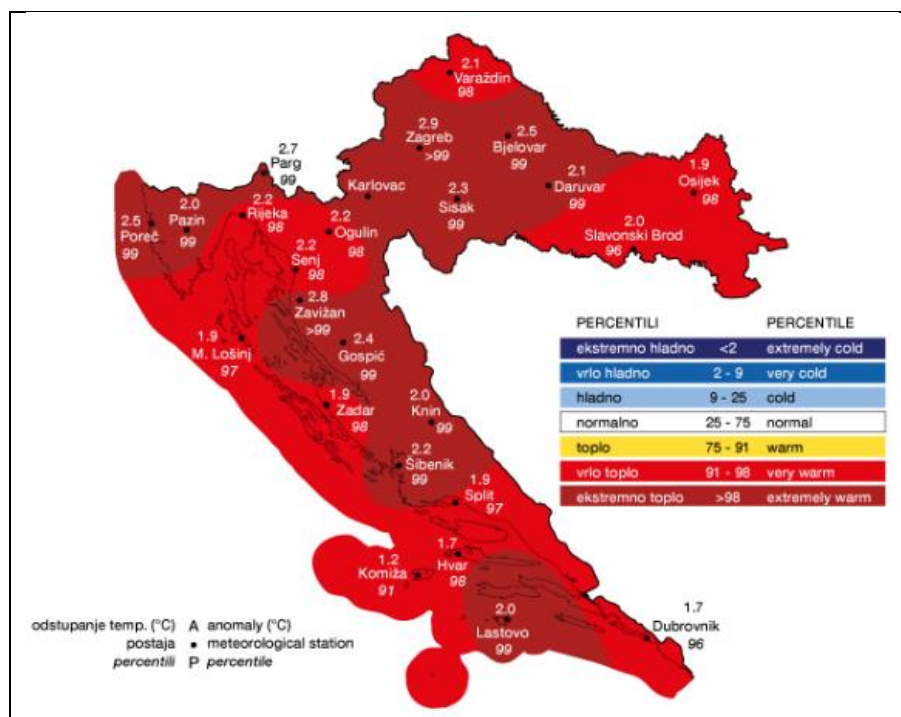 2.1
Varaždin
98
2.9
Zagreb
>99
2.5
Bjelovar
99
2.7
Parg
99
Karlovac
2.3
Sisak
99
2.1
Daruvar
99
1.9
Osijek
98
2.0
Slavonski Brod
96
2.5
Poreč
99
2.0
Pazin
99
2.2
Rijeka
98
2.2
Ogulin
98
2.2
Senj
98
2.8
Zavižan
>99
2.4
Gospić
99
1.9
M. Lošinj
97
1.9
Zadar
98
2.0
Knin
99
2.2
Šibenik
99
1.9
Split
97
1.7
Hvar
98
1.2
Komiža
91
2.0
Lastovo
99
1.7
Dubrovnik
96
PERCENTILI PERCENTILE
ekstremno hladno <2 extremely cold
vrlo hladno 2 - 9 very cold
hladno 9 - 25 cold
normalno 25 - 75 normal
toplo 75 - 91 warm
vrlo toplo 91 - 98 very warm
ekstremno toplo >98 extremely warm
odstupanje temp. (°C) A anomaly (°C)
postaja • meteorological station
percentili P percentile